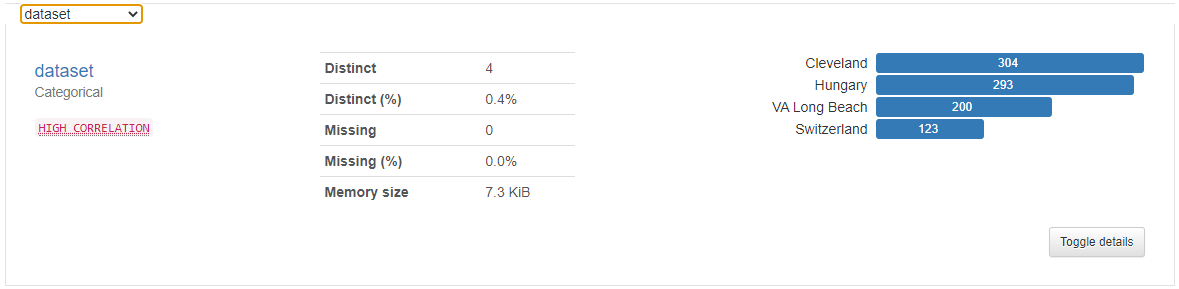 dataset
dataset
Categorical
HIGH CORRELATION
Distinct 4
Distinct (%) 0.4%
Missing 0
Missing (%) 0.0%
Memory size 7.3 KiB
Cleveland 304
Hungary 293
VA Long Beach 200
Switzerland 123
Toggle details